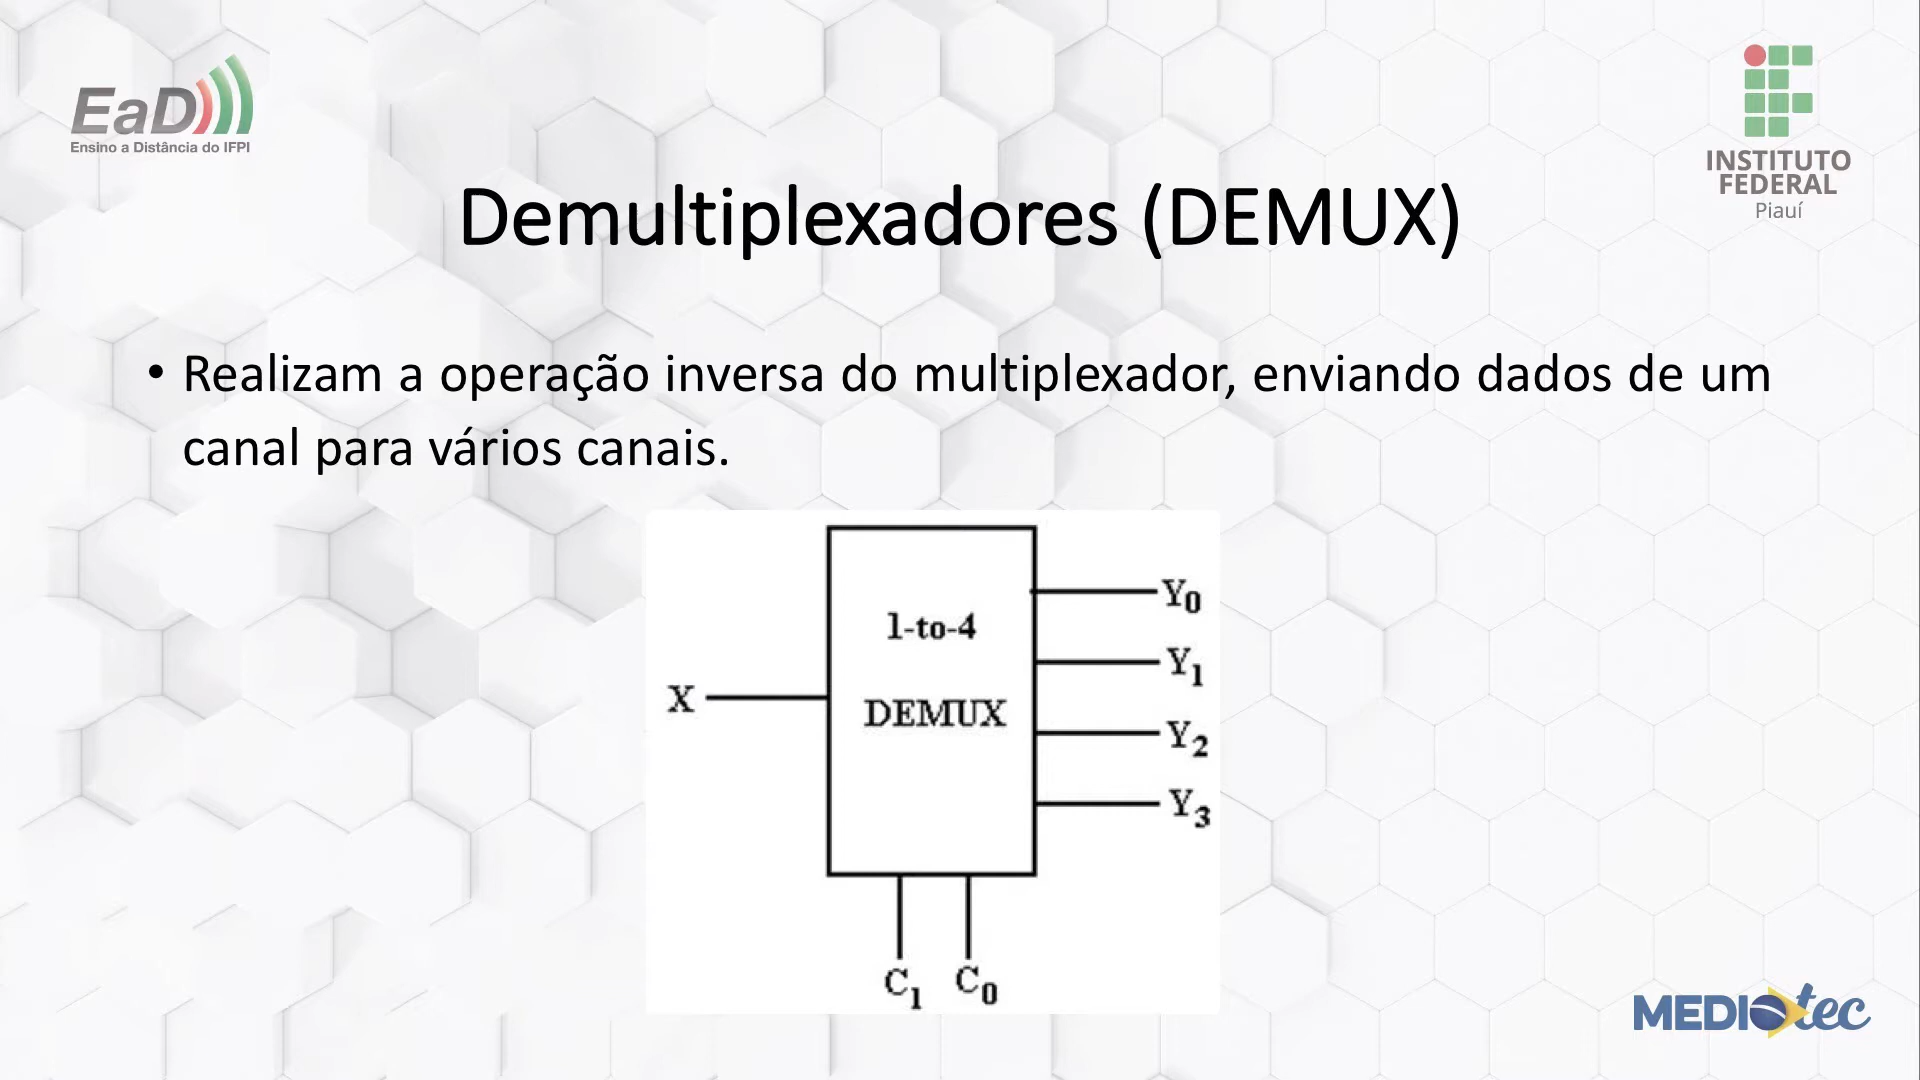 EaD
Ensino a Distância do IFPI
INSTITUTO
FEDERAL
Piauí
Demultiplexadores (DEMUX)
• Realizam a operação inversa do multiplexador, enviando dados de um
canal para vários canais.
1-to-4
DEMUX
X
Y0
Y1
Y2
Y3
C1 C0
MEDIOtec